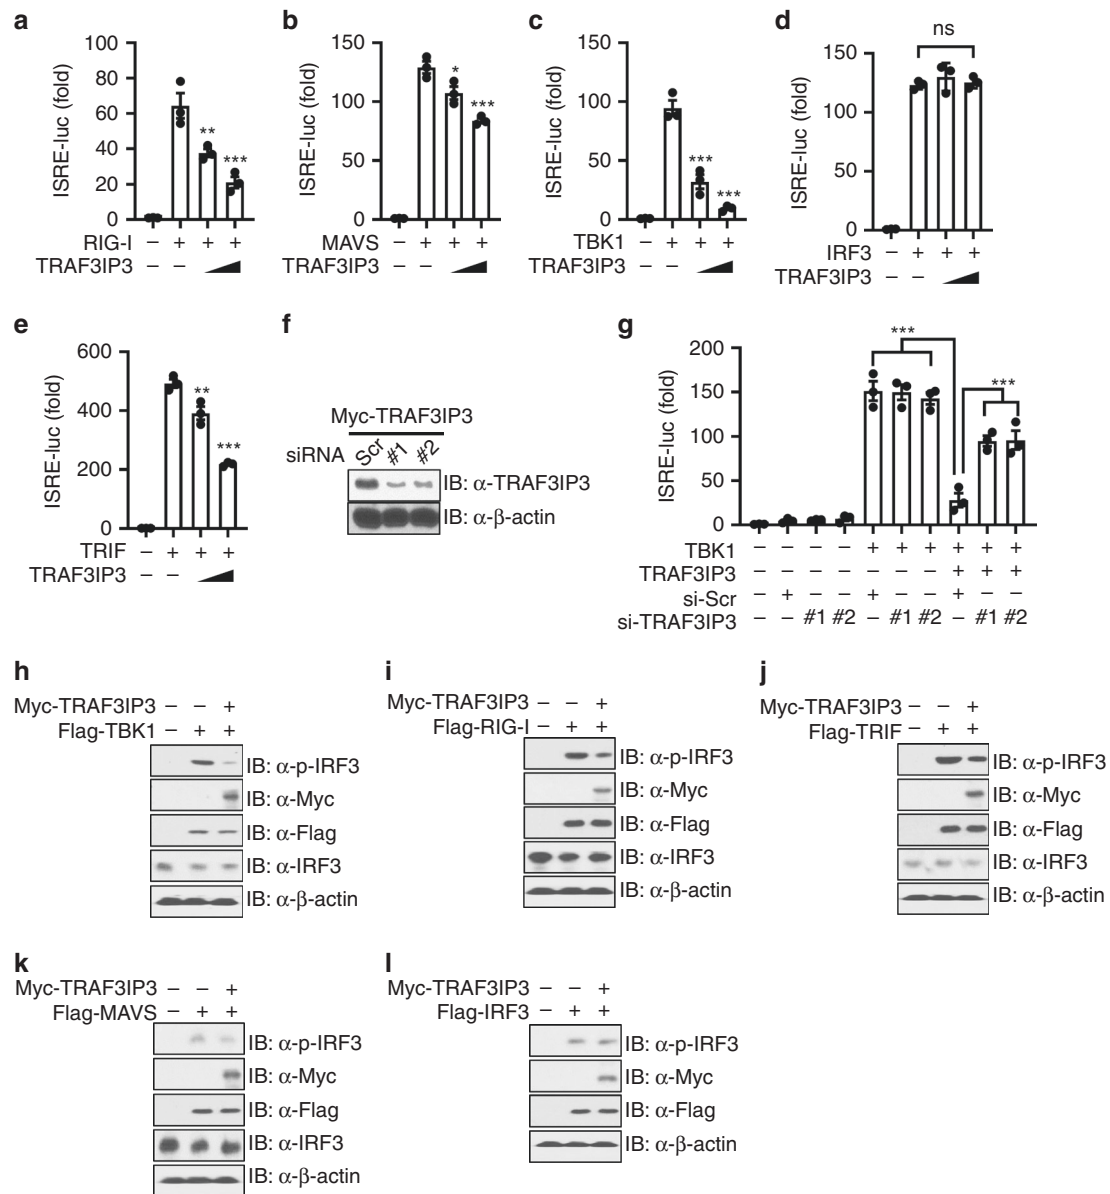 a
ISRE-luc (fold)
100
80
60
40
20
0
** ***
RIG-I – + + +
TRAF3IP3 – –
b
ISRE-luc (fold)
150
100
50
0
* ***
MAVS – + + +
TRAF3IP3 – –
c
ISRE-luc (fold)
150
100
50
0
*** ***
TBK1 – + + +
TRAF3IP3 – –
d
ISRE-luc (fold)
150
100
50
0
ns
IRF3 – + + +
TRAF3IP3 – –
e
ISRE-luc (fold)
600
400
200
0
** ***
TRIF – + + +
TRAF3IP3 – –
f
Myc-TRAF3IP3
siRNA Scr #1 #2
IB: α-TRAF3IP3
IB: α-β-actin
g
ISRE-luc (fold)
200
150
100
50
0
*** ***
TBK1 – – – – + + + + + +
TRAF3IP3 – – – – – – – + + +
si-Scr – + – – + – – + – –
si-TRAF3IP3 – – #1 #2 – #1 #2 – #1 #2
h
Myc-TRAF3IP3 – – +
Flag-TBK1 – + +
IB: α-p-IRF3
IB: α-Myc
IB: α-Flag
IB: α-IRF3
IB: α-β-actin
i
Myc-TRAF3IP3 – – +
Flag-RIG-I – + +
IB: α-p-IRF3
IB: α-Myc
IB: α-Flag
IB: α-IRF3
IB: α-β-actin
j
Myc-TRAF3IP3 – – +
Flag-TRIF – + +
IB: α-p-IRF3
IB: α-Myc
IB: α-Flag
IB: α-IRF3
IB: α-β-actin
k
Myc-TRAF3IP3 – – +
Flag-MAVS – + +
IB: α-p-IRF3
IB: α-Myc
IB: α-Flag
IB: α-IRF3
IB: α-β-actin
l
Myc-TRAF3IP3 – – +
Flag-IRF3 – + +
IB: α-p-IRF3
IB: α-Myc
IB: α-Flag
IB: α-β-actin